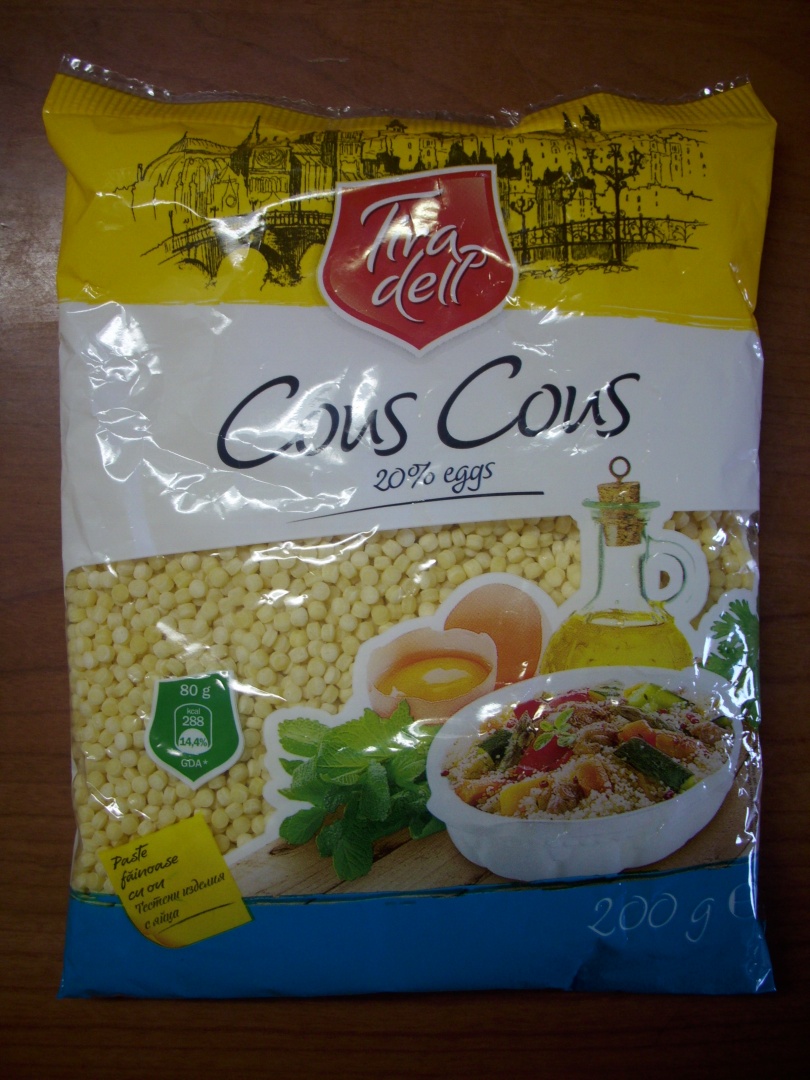 Tira
dell'
Cous Cous
20% eggs
80 g
kcal
288
14,4%
GDA*
Paste
făinoase
cu ou
Тестени изделия
с яйца
200 g e